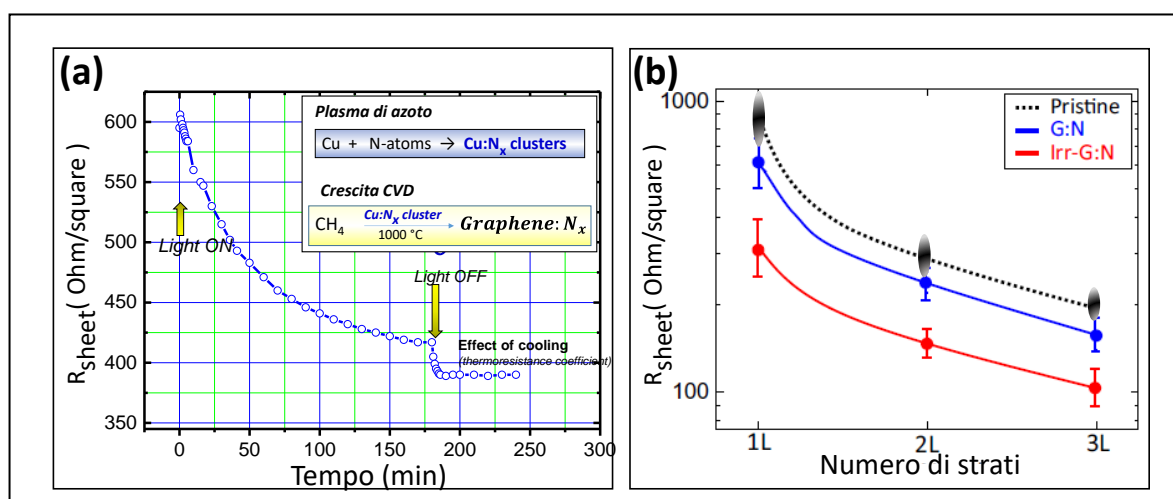 (a)
600
550
500
450
400
350
R_sheet( Ohm/square )
0
50
100
150
200
250
300
Tempo (min)
Plasma di azoto
Cu + N-atoms → Cu:Nₓ clusters
Crescita CVD
CH₄ Cu:Nₓ cluster 1000 °C Graphene: Nₓ
Light ON
Light OFF
Effect of cooling
(thermoresistance coefficient)
(b)
1000
100
R_sheet( Ohm/square )
Pristine
G:N
Irr-G:N
1L
2L
3L
Numero di strati